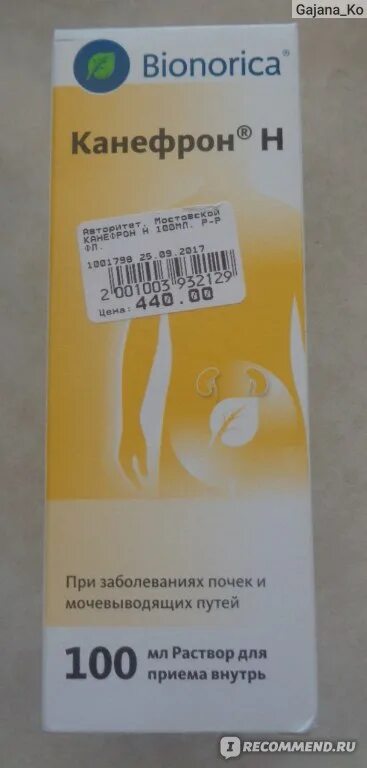 Gajana_Ko
Bionorica®
Канефрон® Н
Авторитет, Мостовской
КАНЕФРОН Н 100МЛ. Р-Р
ФЛ.
1001798 25.09.2017
2 001003 932129
Цена: 440.00
При заболеваниях почек и
мочевыводящих путей
100 мл Раствор для
приема внутрь
IRECOMMEND.RU